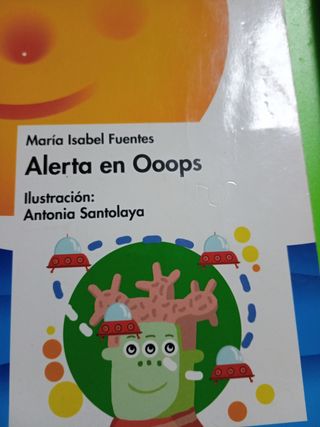 María Isabel Fuentes
Alerta en Ooops
Ilustración:
Antonia Santolaya